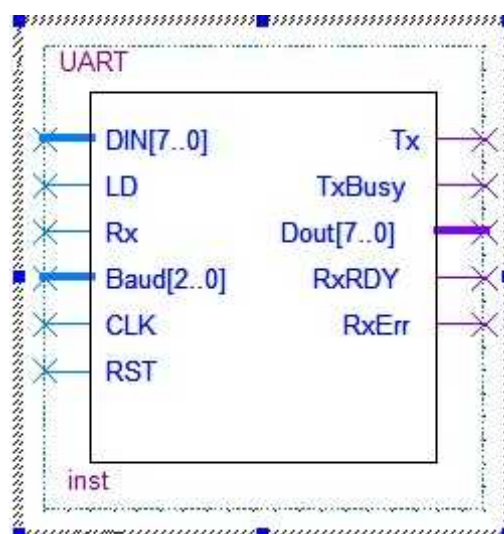 UART
DIN[7..0] Tx
LD TxBusy
Rx Dout[7..0]
Baud[2..0] RxRDY
CLK RxErr
RST
inst